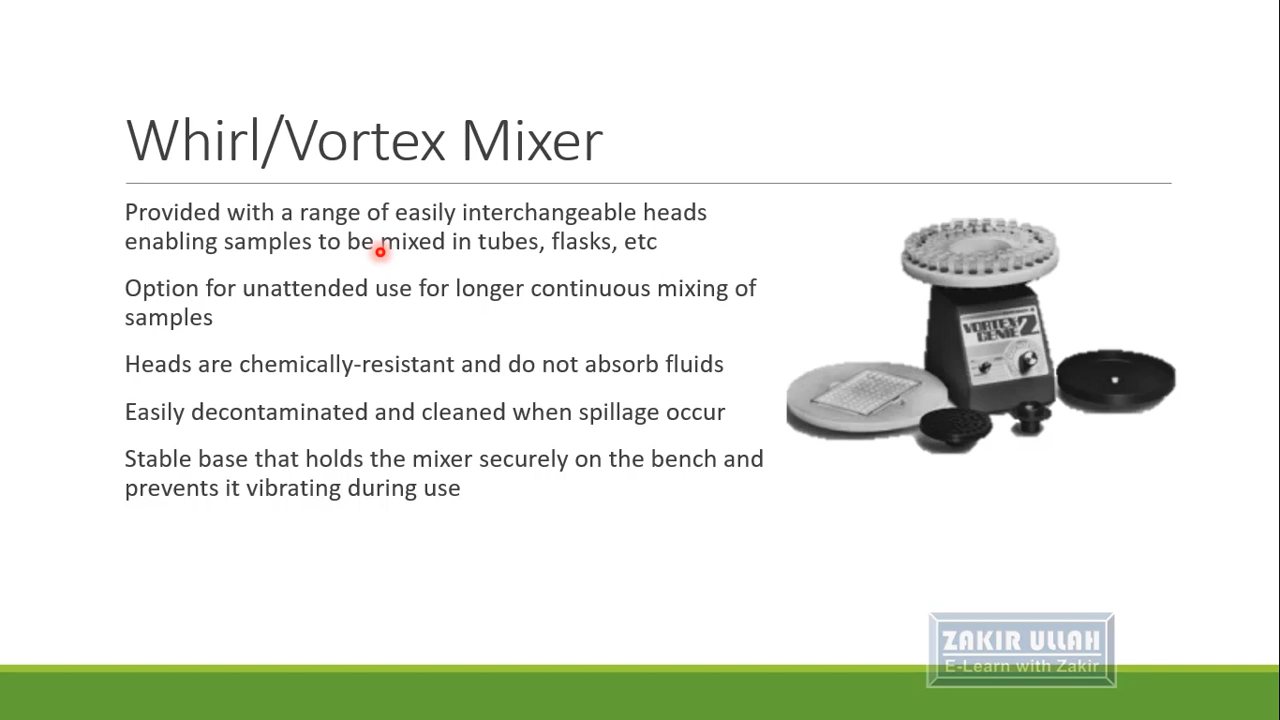 Whirl/Vortex Mixer
Provided with a range of easily interchangeable heads
enabling samples to be mixed in tubes, flasks, etc
Option for unattended use for longer continuous mixing of
samples
Heads are chemically-resistant and do not absorb fluids
Easily decontaminated and cleaned when spillage occur
Stable base that holds the mixer securely on the bench and
prevents it vibrating during use
VORTEX
GENIE 2
ZAKIR ULLAH
E-Learn with Zakir